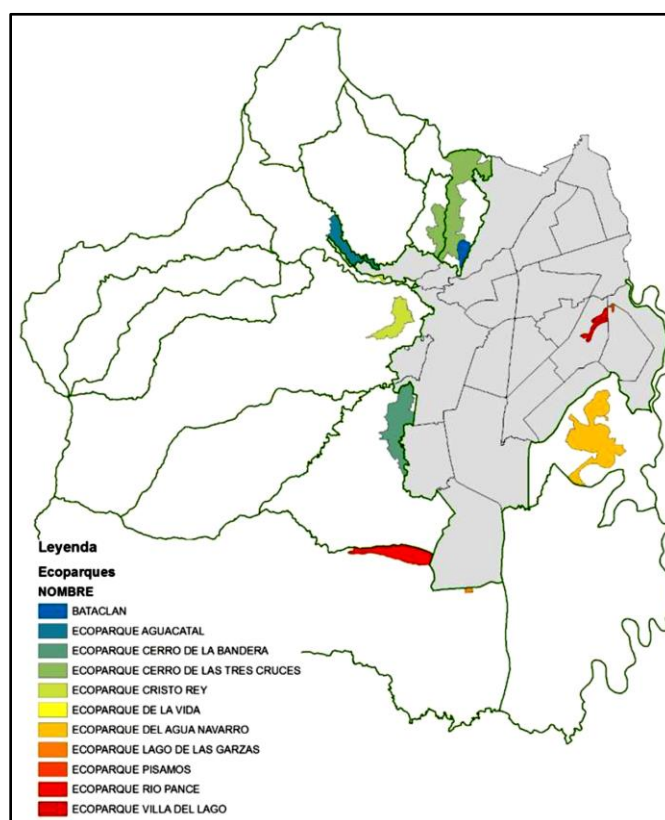 Leyenda
Ecoparques
NOMBRE
BATACLAN
ECOPARQUE AGUACATAL
ECOPARQUE CERRO DE LA BANDERA
ECOPARQUE CERRO DE LAS TRES CRUCES
ECOPARQUE CRISTO REY
ECOPARQUE DE LA VIDA
ECOPARQUE DEL AGUA NAVARRO
ECOPARQUE LAGO DE LAS GARZAS
ECOPARQUE PISAMOS
ECOPARQUE RIO PANCE
ECOPARQUE VILLA DEL LAGO